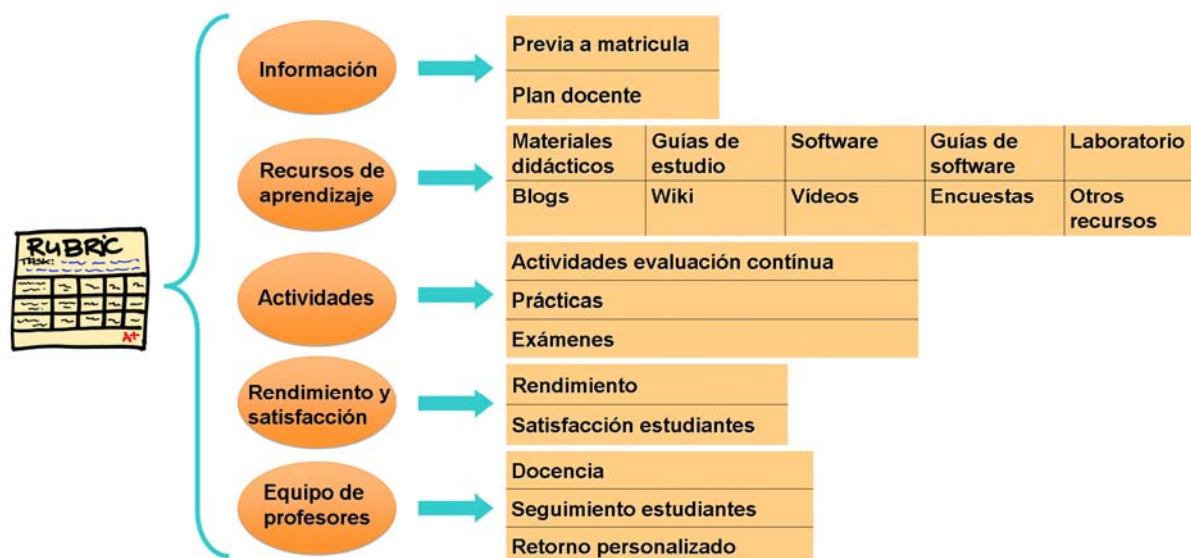 RUBRIC
TASK:
A+
Información
Previa a matricula
Plan docente
Recursos de
aprendizaje
Materiales
didácticos
Guías de
estudio
Software
Guías de
software
Laboratorio
Blogs
Wiki
Vídeos
Encuestas
Otros
recursos
Actividades
Actividades evaluación contínua
Prácticas
Exámenes
Rendimiento y
satisfacción
Rendimiento
Satisfacción estudiantes
Equipo de
profesores
Docencia
Seguimiento estudiantes
Retorno personalizado